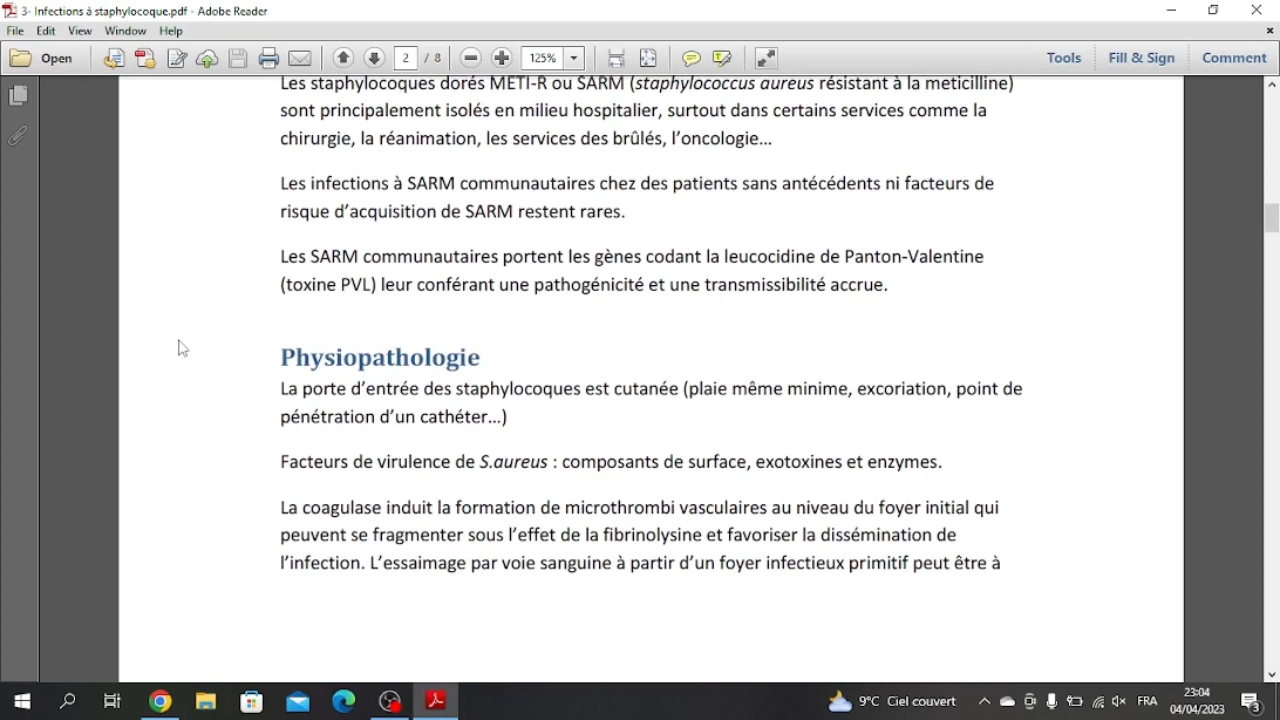 3- Infections à staphylocoque.pdf - Adobe Reader
File Edit View Window Help
Open 2 / 8 125% Tools Fill & Sign Comment
Les staphylocoques dorés METI-R ou SARM (staphylococcus aureus résistant à la meticilline)
sont principalement isolés en milieu hospitalier, surtout dans certains services comme la
chirurgie, la réanimation, les services des brûlés, l’oncologie…
Les infections à SARM communautaires chez des patients sans antécédents ni facteurs de
risque d’acquisition de SARM restent rares.
Les SARM communautaires portent les gènes codant la leucocidine de Panton-Valentine
(toxine PVL) leur conférant une pathogénicité et une transmissibilité accrue.
Physiopathologie
La porte d’entrée des staphylocoques est cutanée (plaie même minime, excoriation, point de
pénétration d’un cathéter…)
Facteurs de virulence de S.aureus : composants de surface, exotoxines et enzymes.
La coagulase induit la formation de microthrombi vasculaires au niveau du foyer initial qui
peuvent se fragmenter sous l’effet de la fibrinolysine et favoriser la dissémination de
l’infection. L’essaimage par voie sanguine à partir d’un foyer infectieux primitif peut être à
9°C Ciel couvert FRA 23:04
04/04/2023 3